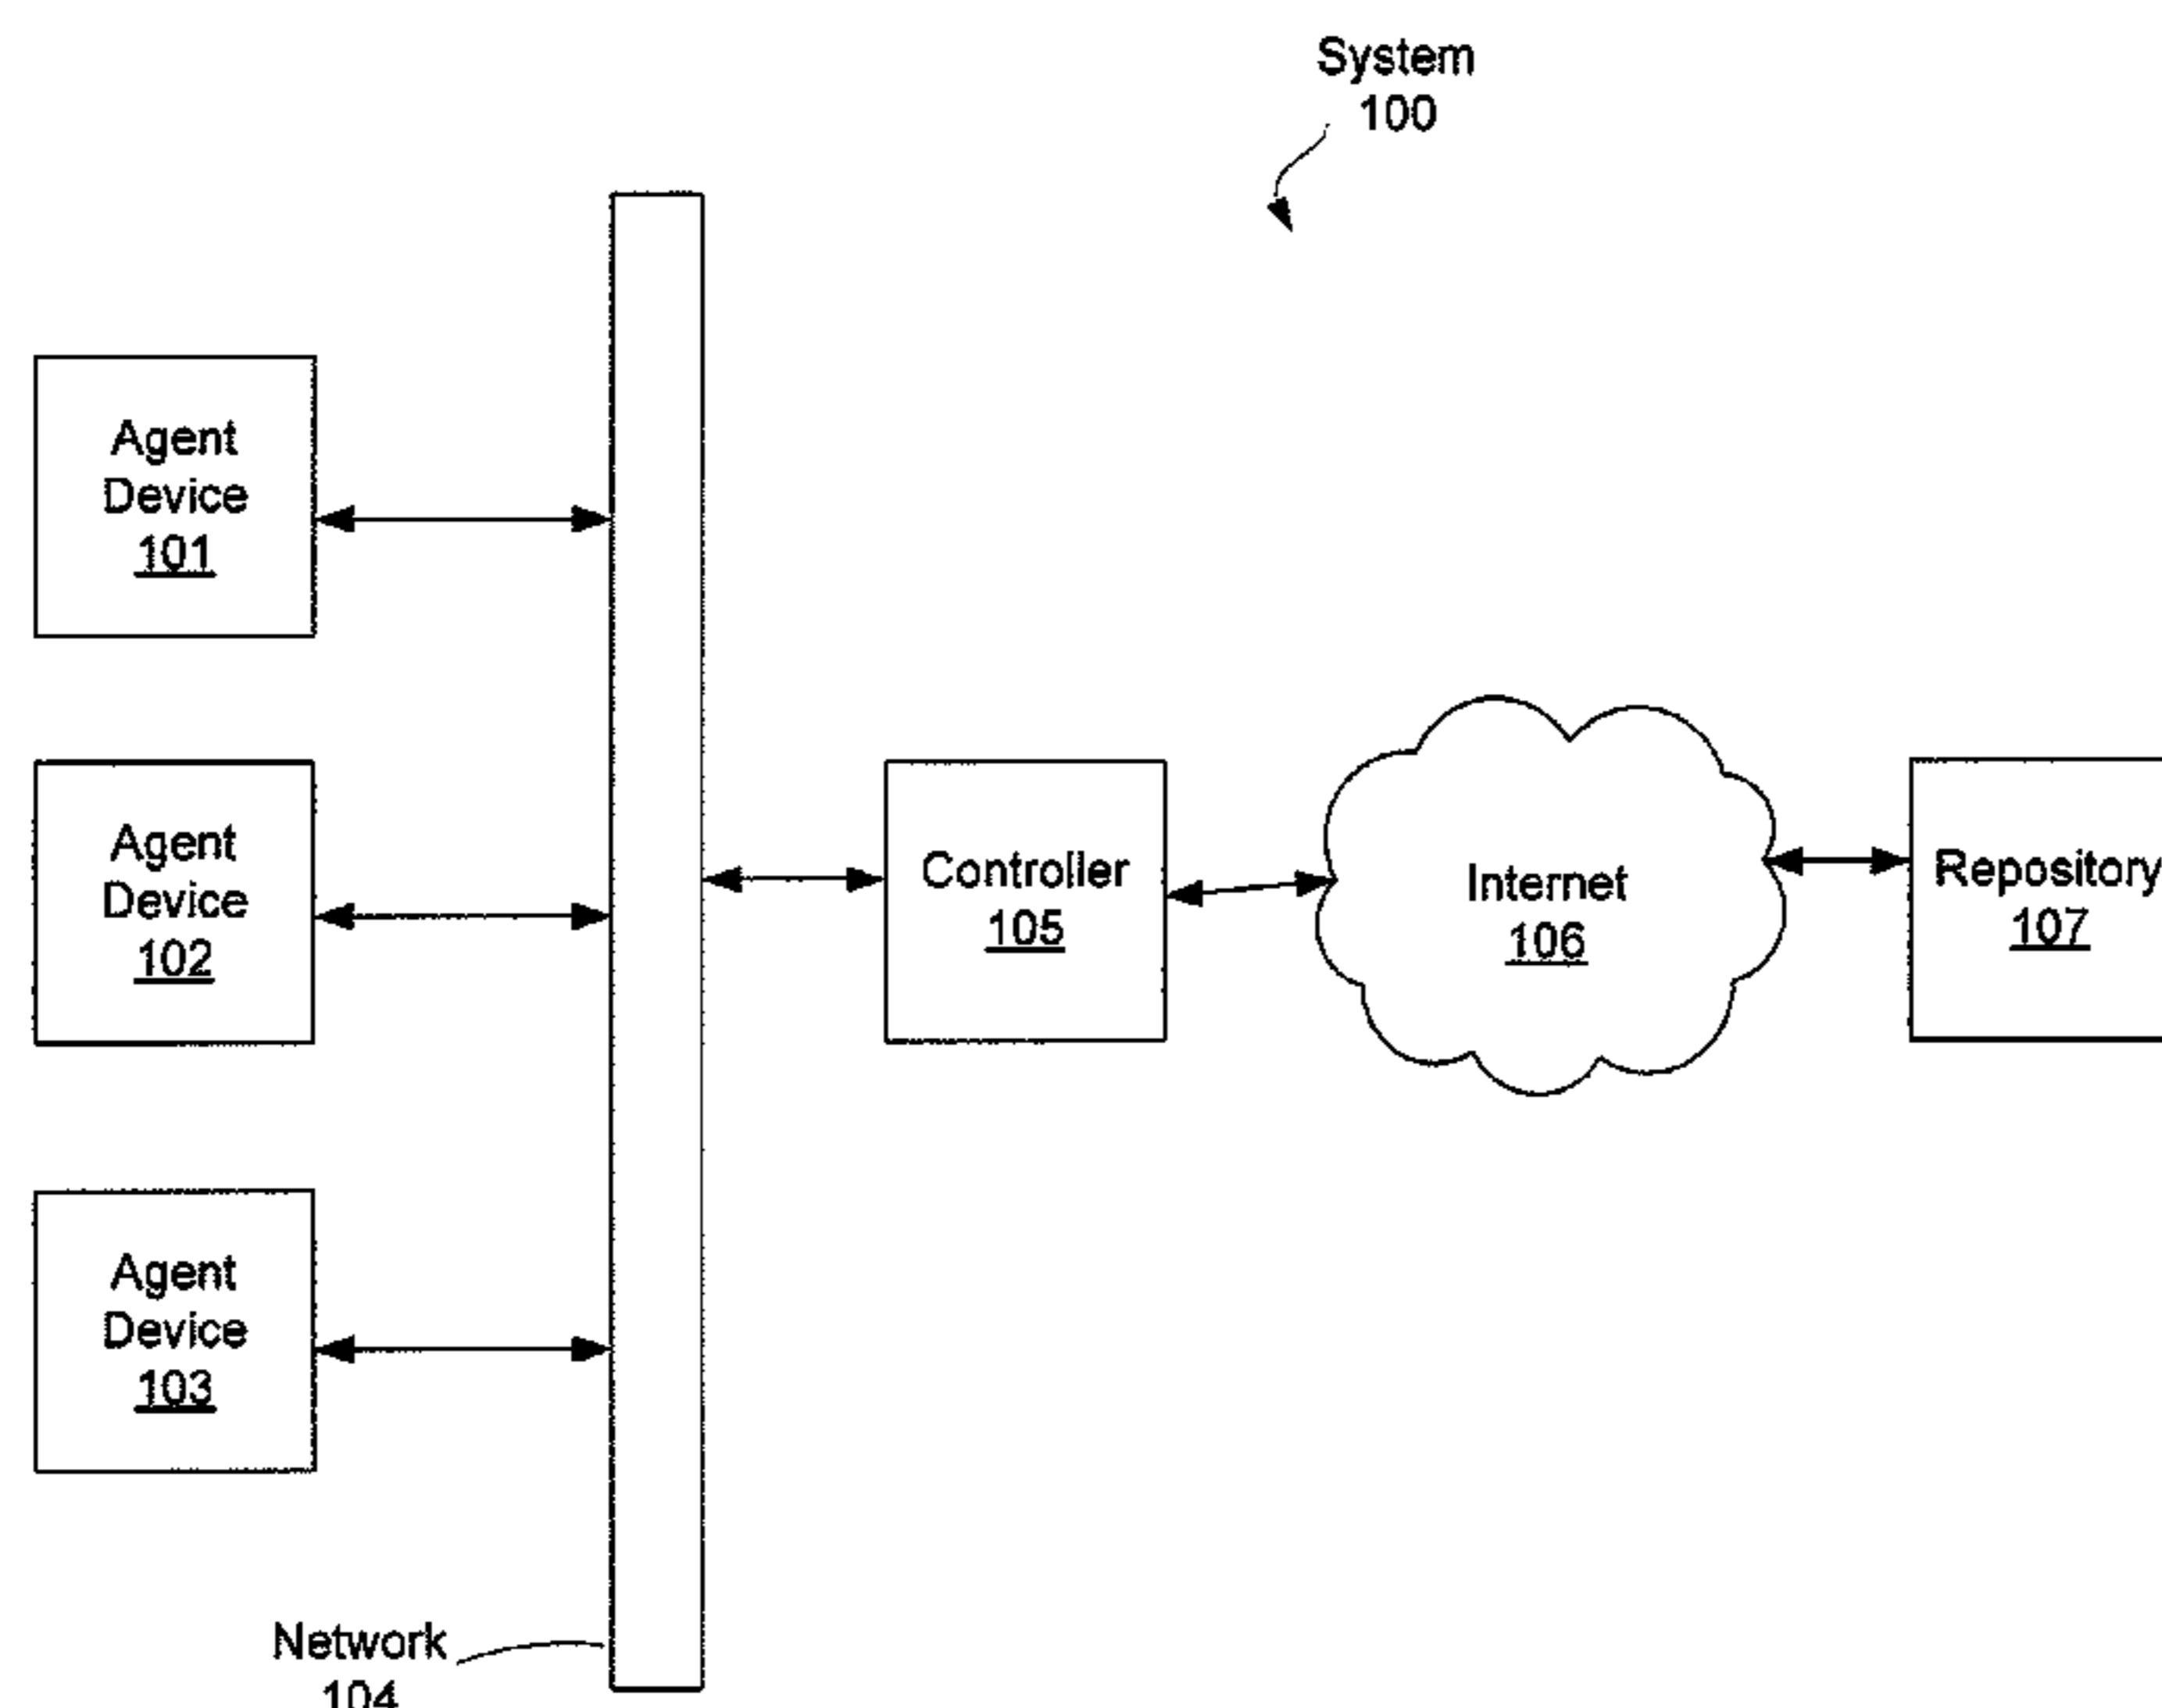 System
100
Agent
Device
101
Agent
Device
102
Controller
105
Internet
106
Repository
107
Agent
Device
103
Network
104